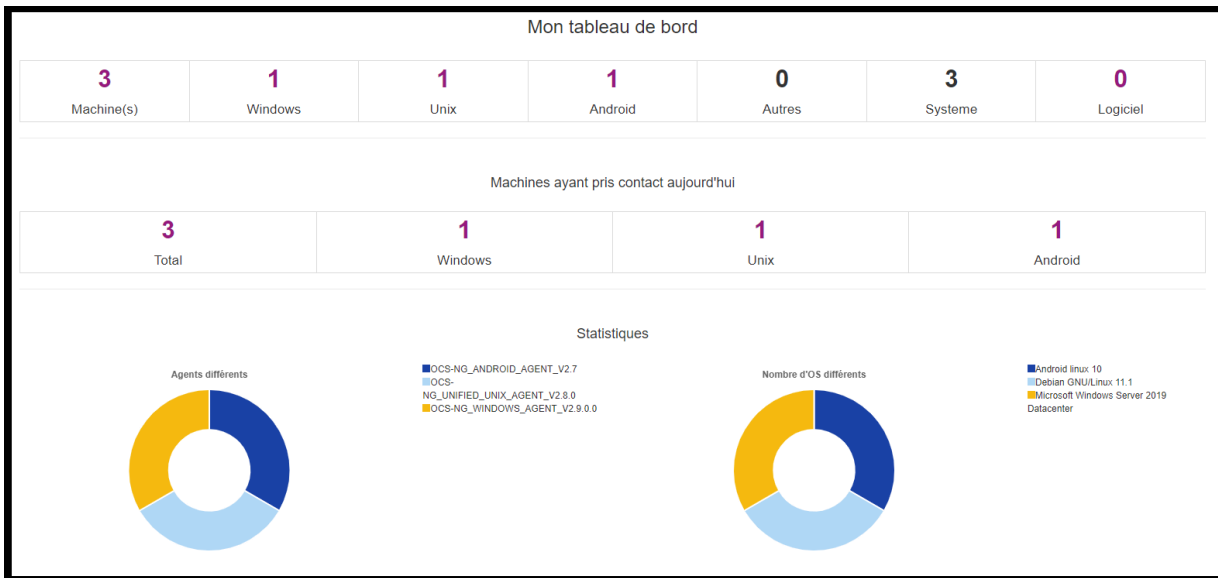 Mon tableau de bord
3 1 1 1 0 3 0
Machine(s) Windows Unix Android Autres Systeme Logiciel
Machines ayant pris contact aujourd'hui
3 1 1 1
Total Windows Unix Android
Statistiques
Agents différents
OCS-NG_ANDROID_AGENT_V2.7
OCS-
NG_UNIFIED_UNIX_AGENT_V2.8.0
OCS-NG_WINDOWS_AGENT_V2.9.0.0
Nombre d'OS différents
Android linux 10
Debian GNU/Linux 11.1
Microsoft Windows Server 2019
Datacenter